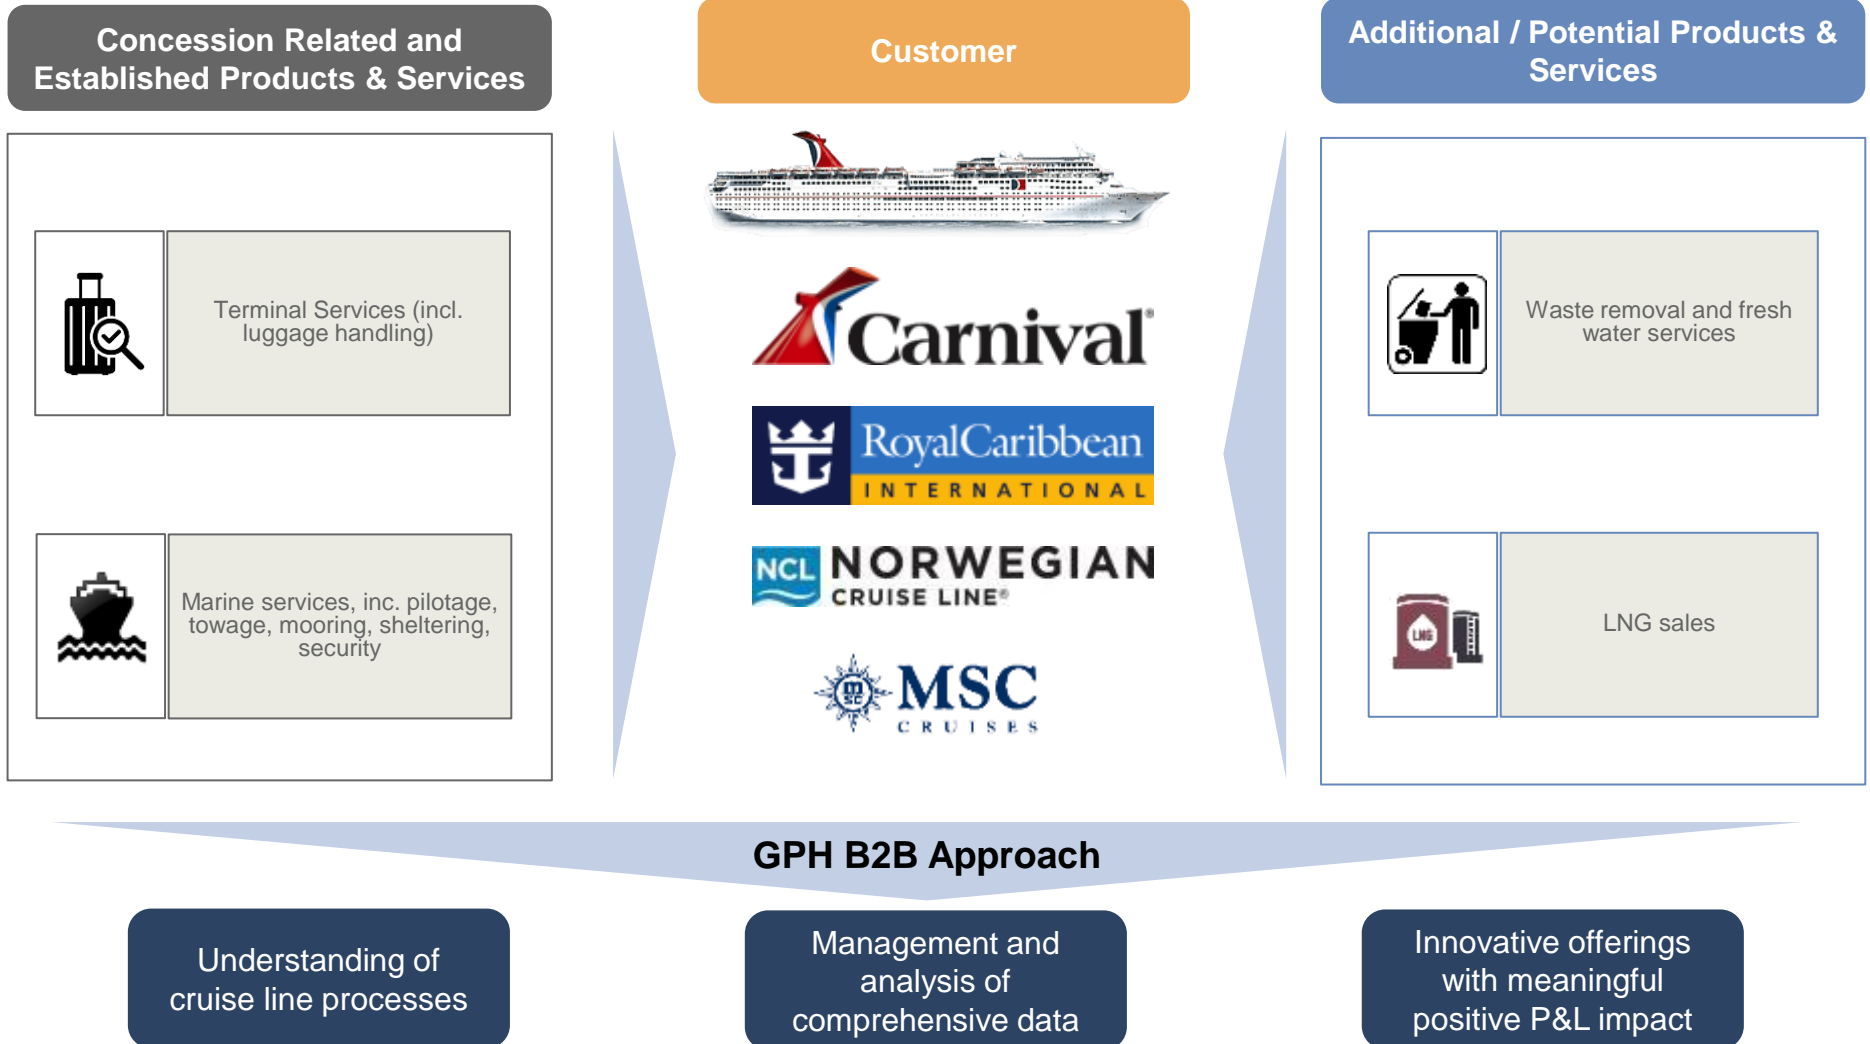 Concession Related and
Established Products & Services
Customer
Additional / Potential Products &
Services
Terminal Services (incl.
luggage handling)
Marine services, inc. pilotage,
towage, mooring, sheltering,
security
Carnival®
RoyalCaribbean
INTERNATIONAL
NCL NORWEGIAN
CRUISE LINE®
MSC
MSC
CRUISES
Waste removal and fresh
water services
LNG
LNG sales
GPH B2B Approach
Understanding of
cruise line processes
Management and
analysis of
comprehensive data
Innovative offerings
with meaningful
positive P&L impact